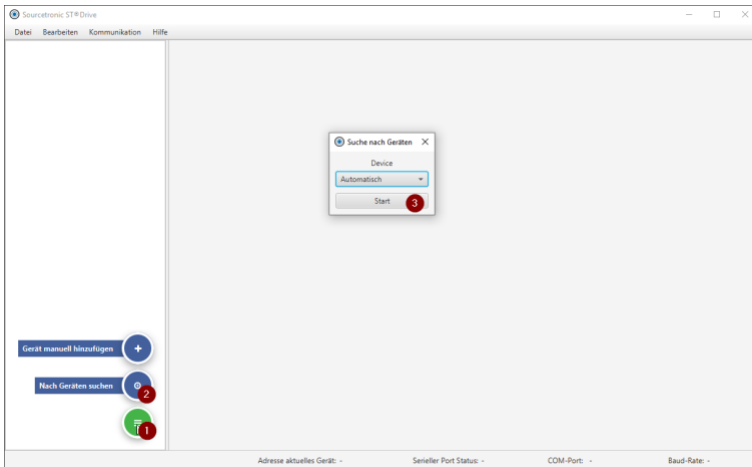 Sourcetronic ST®Drive
Datei Bearbeiten Kommunikation Hilfe
Suche nach Geräten
Device
Automatisch
Start 3
Gerät manuell hinzufügen
Nach Geräten suchen 2
1
Adresse aktuelles Gerät: - Serieller Port Status: - COM-Port: - Baud-Rate: -